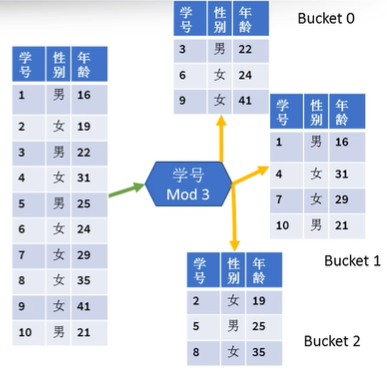 学号 性别 年龄
1 男 16
2 女 19
3 男 22
4 女 31
5 男 25
6 女 24
7 女 29
8 女 35
9 女 41
10 男 21
学号
Mod 3
学号 性别 年龄
3 男 22
6 女 24
9 女 41
Bucket 0
学号 性别 年龄
1 男 16
4 女 31
7 女 29
10 男 21
Bucket 1
学号 性别 年龄
2 女 19
5 男 25
8 女 35
Bucket 2